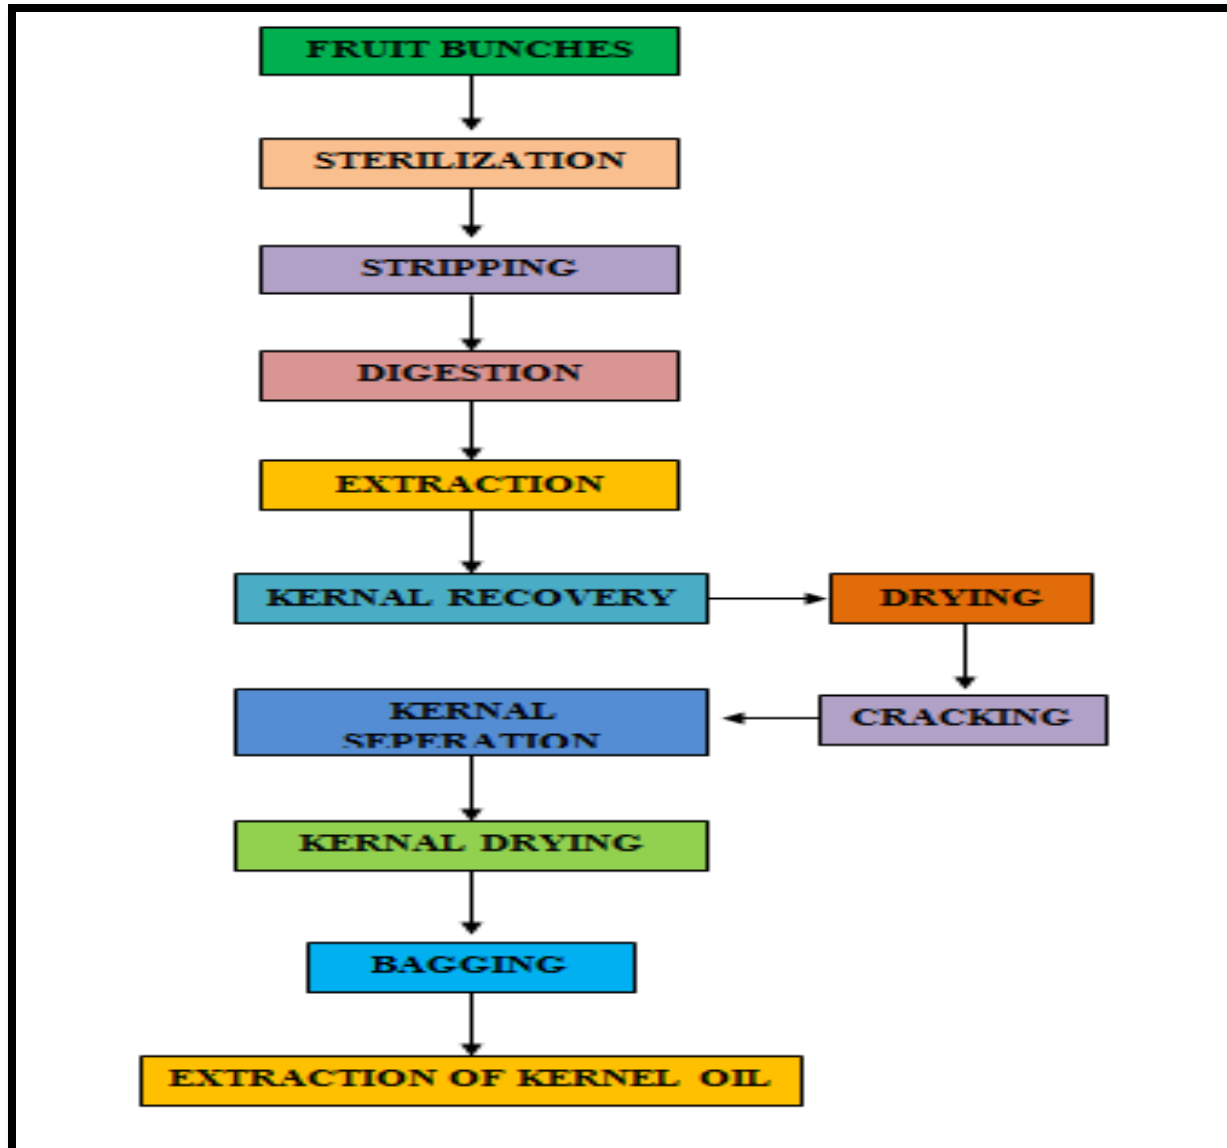 FRUIT BUNCHES
STERILIZATION
STRIPPING
DIGESTION
EXTRACTION
KERNAL RECOVERY
DRYING
CRACKING
KERNAL
SEPERATION
KERNAL DRYING
BAGGING
EXTRACTION OF KERNEL OIL